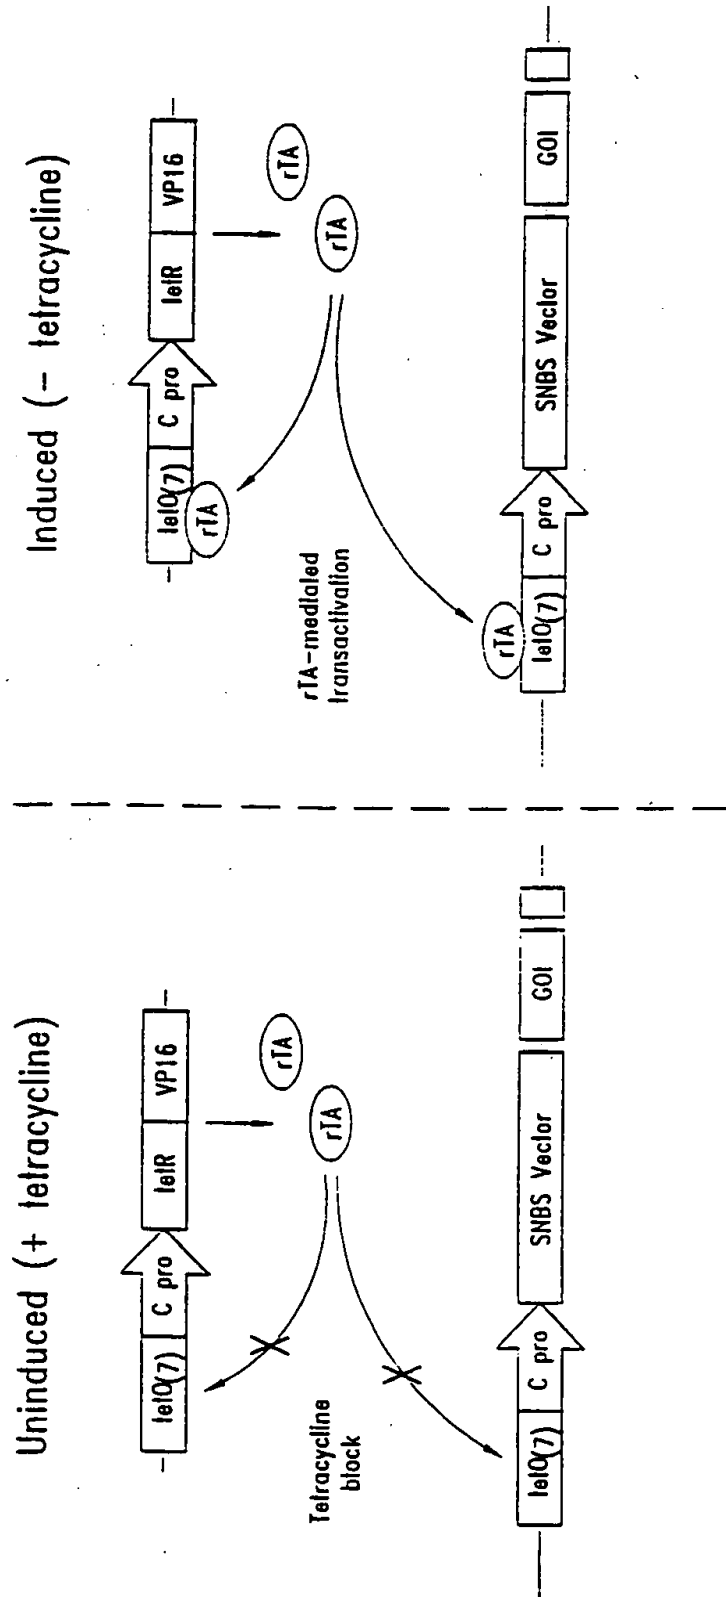 Uninduced (+ tetracycline)
tetO(7) C pro tetR VP16
rTA
rTA
Tetracycline
block
tetO(7) C pro SNBS Vector GOI
Induced (- tetracycline)
tetO(7) C pro tetR VP16
rTA
rTA
rTA
rTA-mediated
transactivation
rTA
tetO(7) C pro SNBS Vector GOI